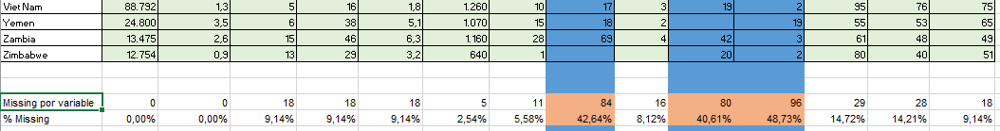 Viet Nam 88.792 1,3 5 16 1,8 1.260 10 17 3 19 2 95 76 75
Yemen 24.800 3,5 6 38 5,1 1.070 15 18 2 19 55 53 65
Zambia 13.475 2,6 15 46 6,3 1.160 28 69 4 42 3 61 48 49
Zimbabwe 12.754 0,9 13 29 3,2 640 1 20 2 80 40 51
Missing por variable 0 0 18 18 18 5 11 84 16 80 96 29 28 18
% Missing 0,00% 0,00% 9,14% 9,14% 9,14% 2,54% 5,58% 42,64% 8,12% 40,61% 48,73% 14,72% 14,21% 9,14%